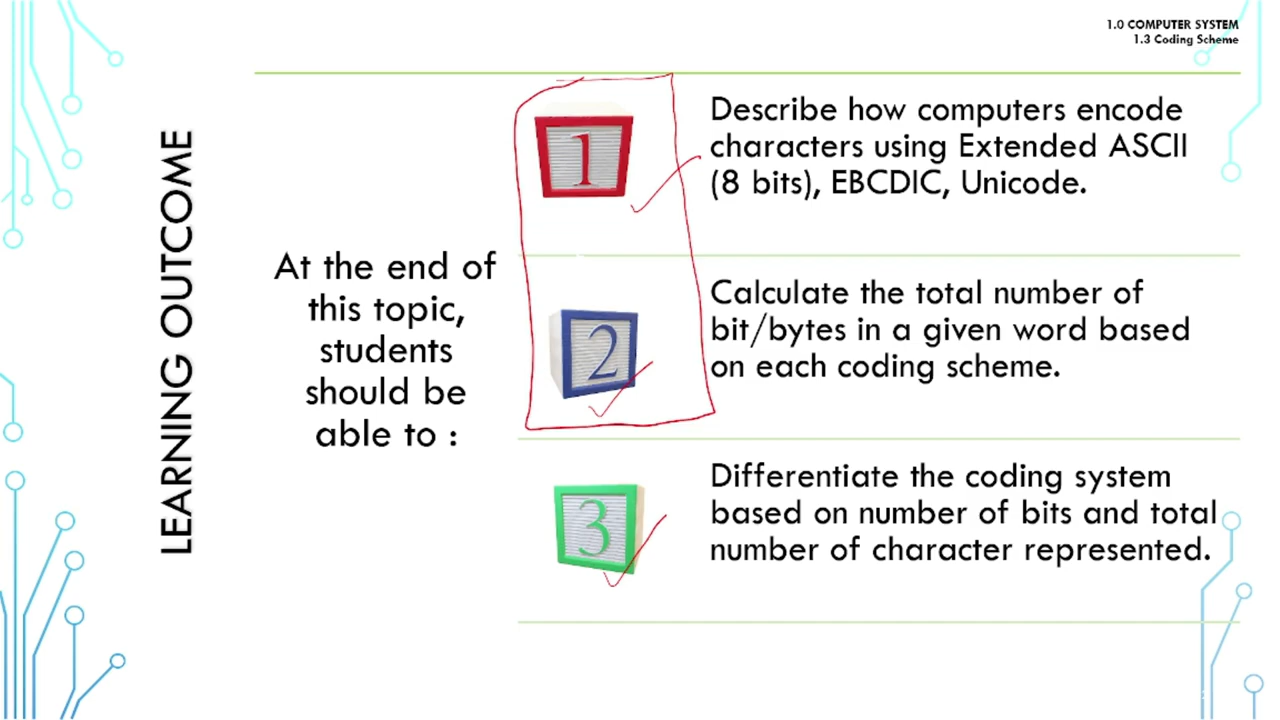 1.0 COMPUTER SYSTEM
1.3 Coding Scheme
LEARNING OUTCOME
At the end of
this topic,
students
should be
able to :
1
Describe how computers encode
characters using Extended ASCII
(8 bits), EBCDIC, Unicode.
2
Calculate the total number of
bit/bytes in a given word based
on each coding scheme.
3
Differentiate the coding system
based on number of bits and total
number of character represented.